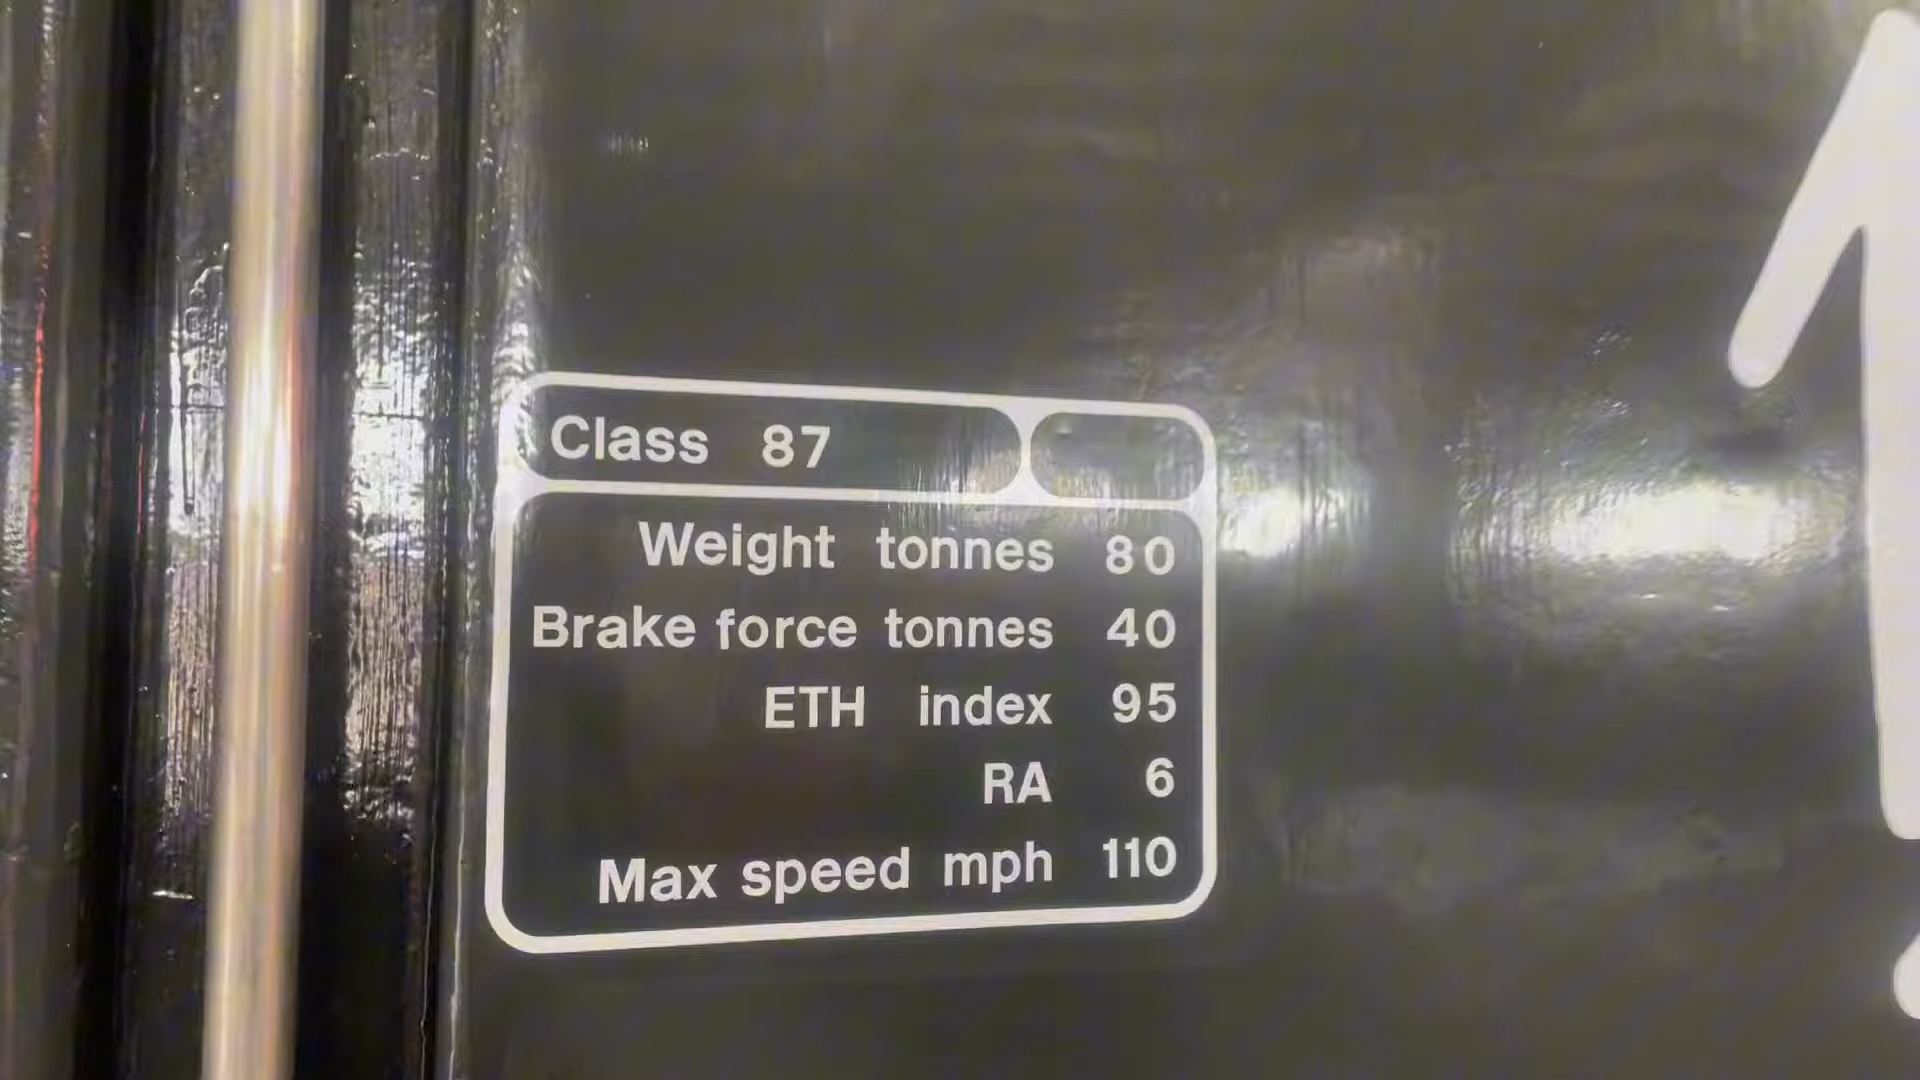 Class 87
Weight tonnes 80
Brake force tonnes 40
ETH index 95
RA 6
Max speed mph 110